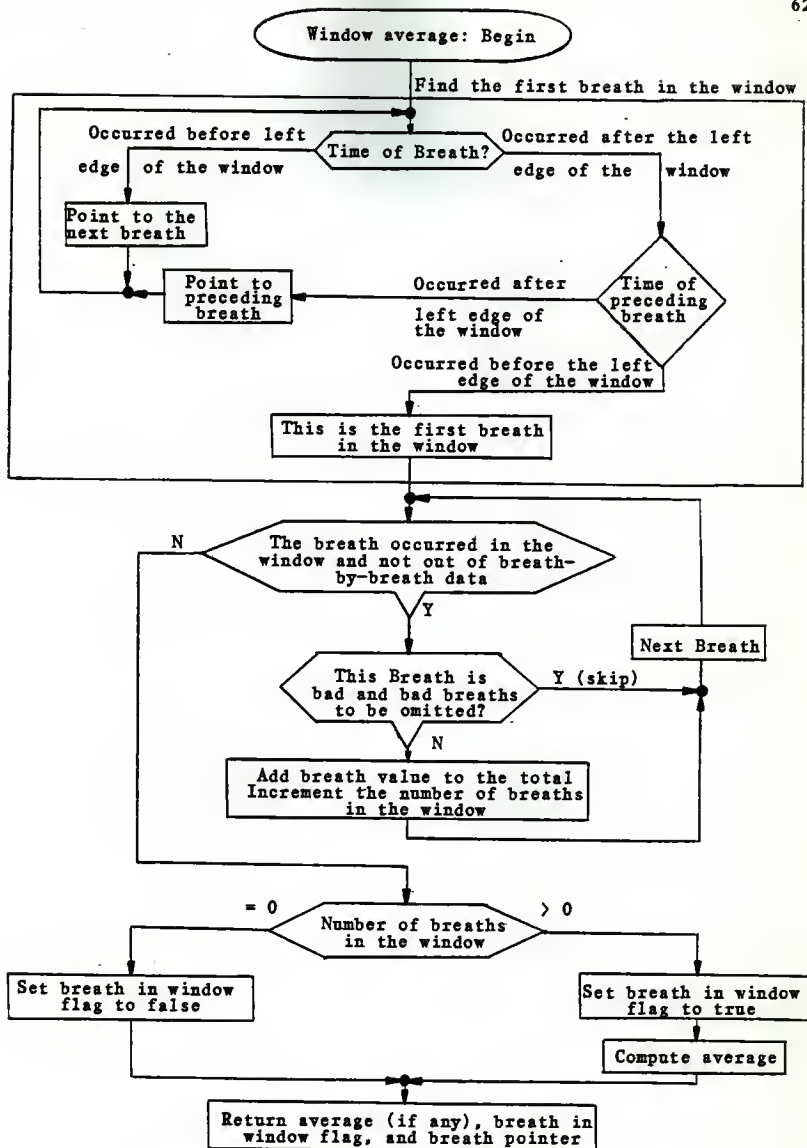 62
Window average: Begin
Find the first breath in the window
Occurred before left
edge of the window
Time of Breath?
Occurred after the left
edge of the window
Point to the
next breath
Point to
preceding
breath
Occurred after
left edge of
the window
Time of
preceding
breath
Occurred before the left
edge of the window
This is the first breath
in the window
N
The breath occurred in the
window and not out of breath-
by-breath data
Y
Next Breath
This Breath is
bad and bad breaths
to be omitted?
Y (skip)
N
Add breath value to the total
Increment the number of breaths
in the window
= 0
Number of breaths
in the window
> 0
Set breath in window
flag to false
Set breath in window
flag to true
Compute average
Return average (if any), breath in
window flag, and breath pointer